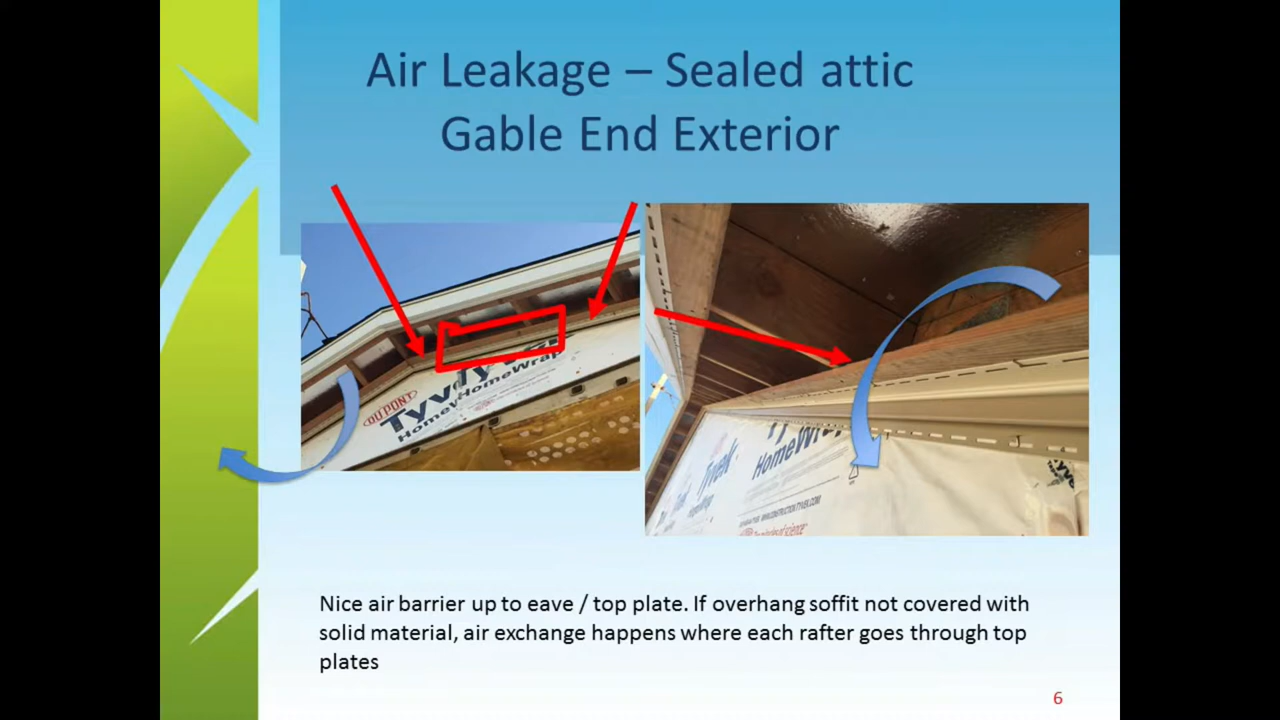 Air Leakage – Sealed attic
Gable End Exterior
DUPONT
Tyvek
HomeWrap
Tyvek
HomeWrap
Tyvek
Nice air barrier up to eave / top plate. If overhang soffit not covered with
solid material, air exchange happens where each rafter goes through top
plates
6